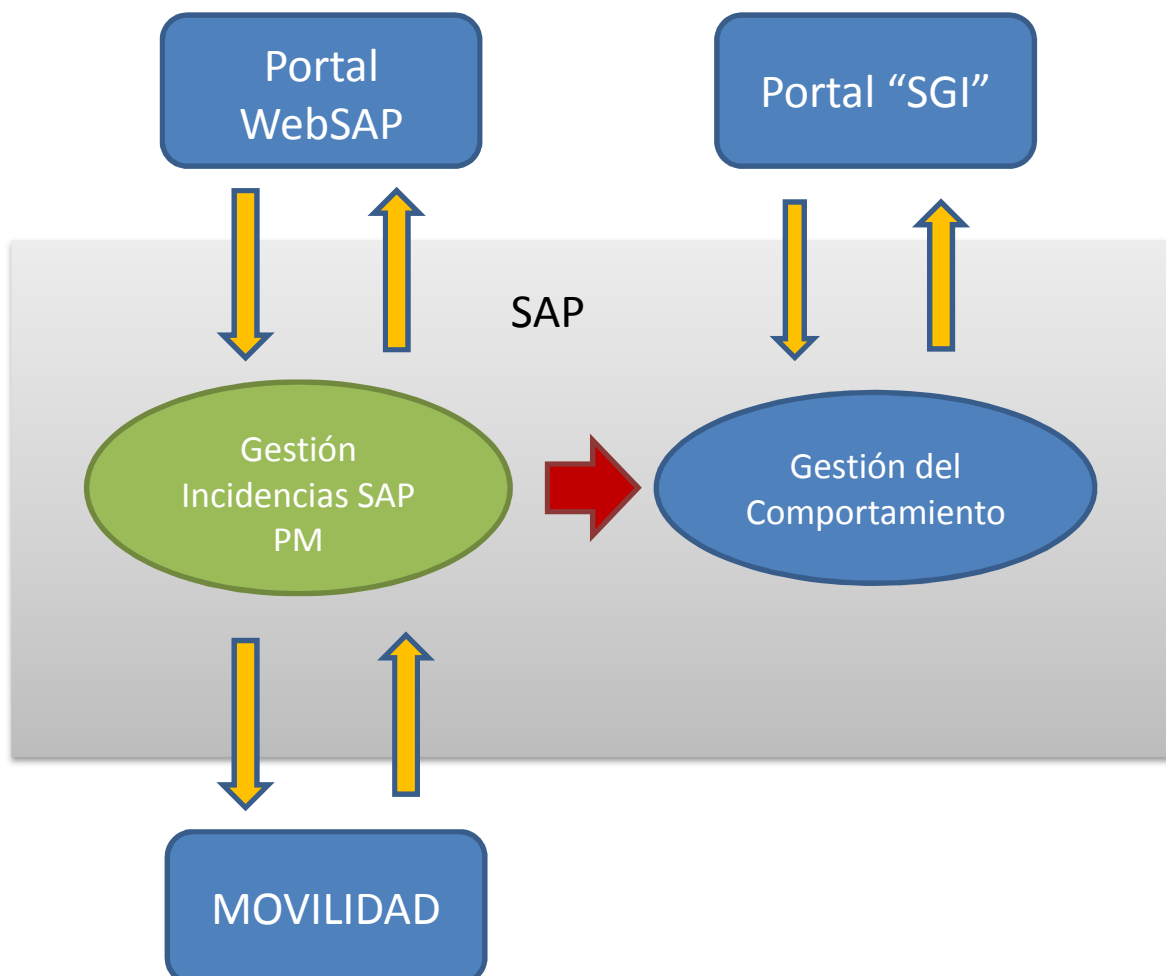 Portal
WebSAP
Portal “SGI”
SAP
Gestión
Incidencias SAP
PM
Gestión del
Comportamiento
MOVILIDAD